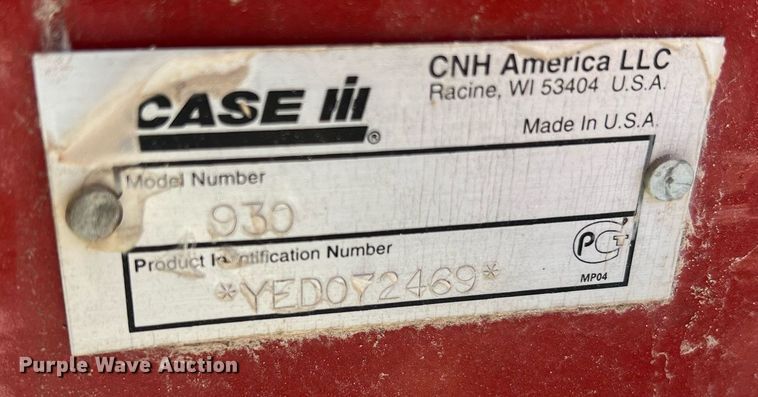 CASE IH®
CNH America LLC
Racine, WI 53404 U.S.A.
Made In U.S.A.
Model Number
930
Product Identification Number
*YED072469*
PCT
MP04
Purple Wave Auction